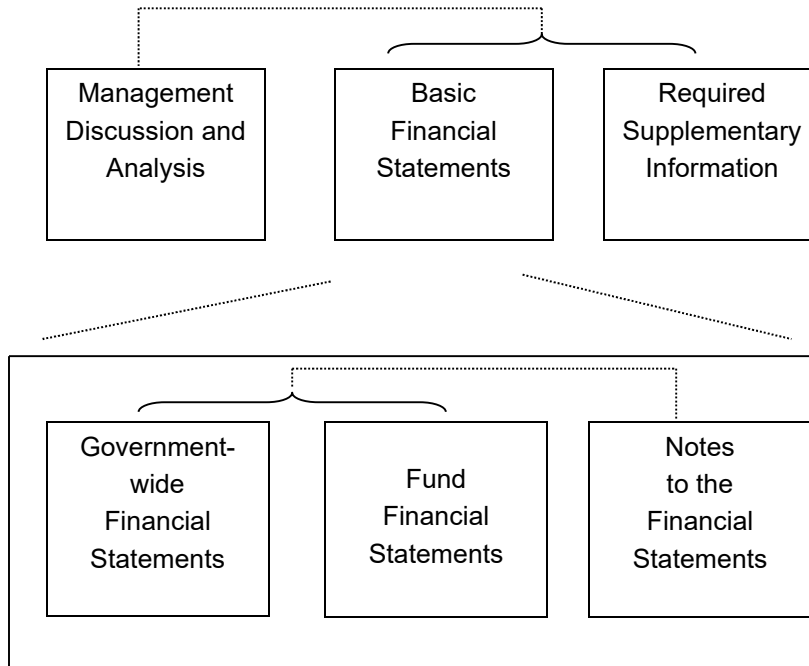 Management
Discussion and
Analysis
Basic
Financial
Statements
Required
Supplementary
Information
Government-
wide
Financial
Statements
Fund
Financial
Statements
Notes
to the
Financial
Statements